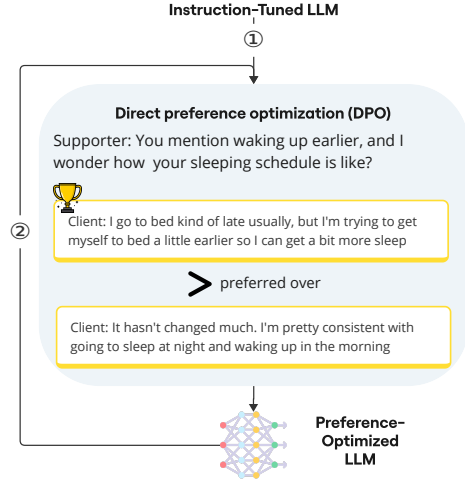 Instruction-Tuned LLM
①
Direct preference optimization (DPO)
Supporter: You mention waking up earlier, and I
wonder how your sleeping schedule is like?
Client: I go to bed kind of late usually, but I'm trying to get
myself to bed a little earlier so I can get a bit more sleep
②
> preferred over
Client: It hasn't changed much. I'm pretty consistent with
going to sleep at night and waking up in the morning
Preference-
Optimized
LLM